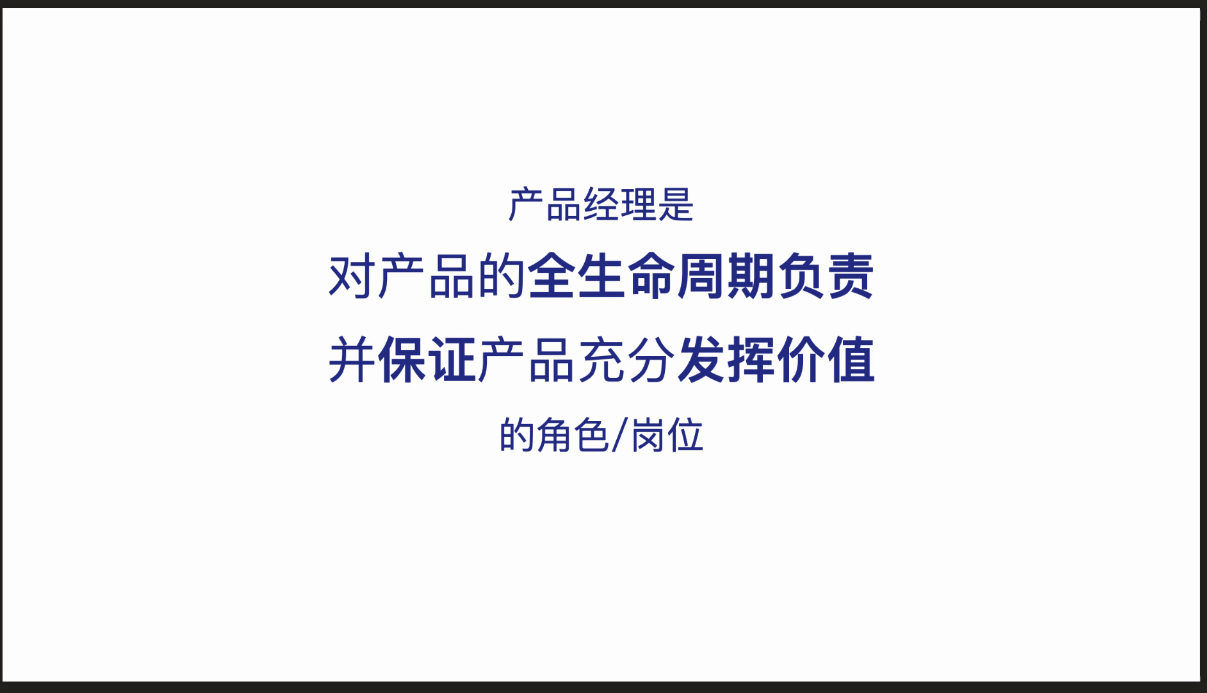 产品经理是
对产品的全生命周期负责
并保证产品充分发挥价值
的角色/岗位